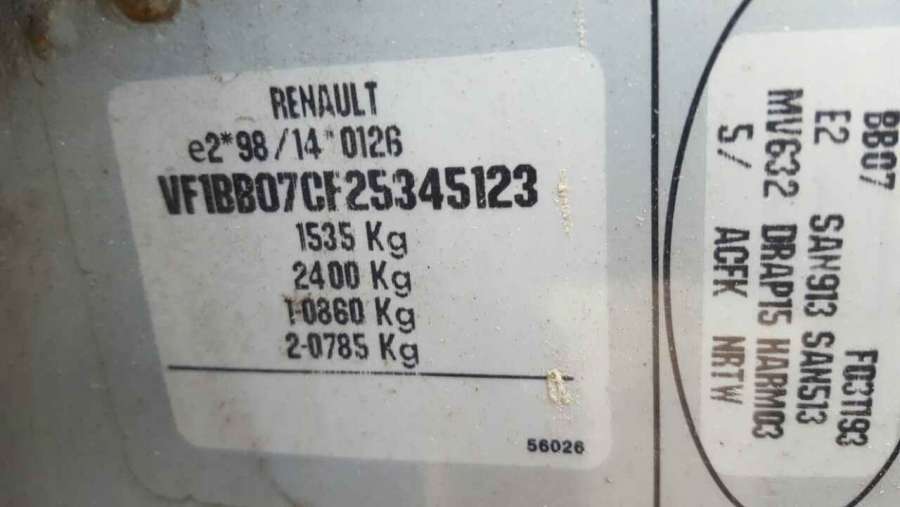 RENAULT
e2*98/14*0126
VF1BB07CF25345123
1535 Kg
2400 Kg
1-0860 Kg
2-0785 Kg
56026
BB07 F031193
E2 SAN913 SAN513
MV632 DRAP15 HARM03
5/ ACFK NRTW